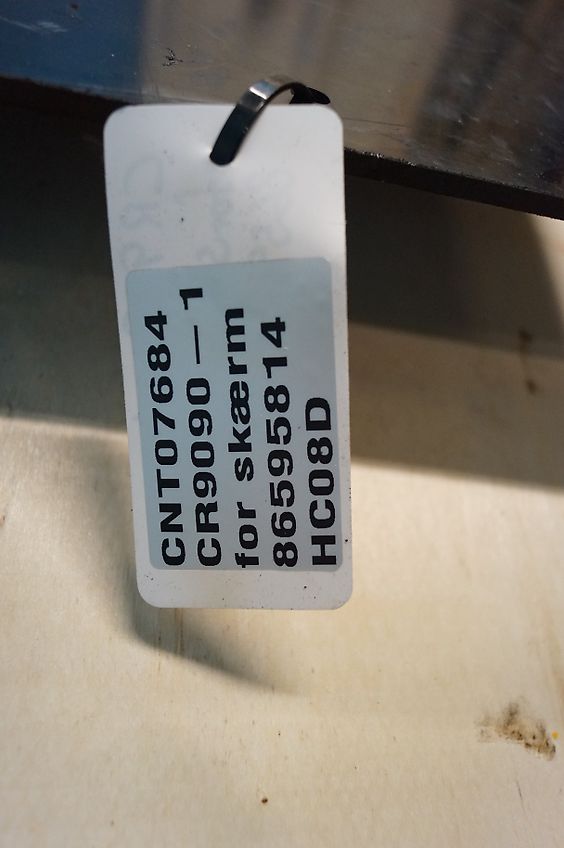 CNT07684
CR9090 — 1
for skærm
86595814
HC08D